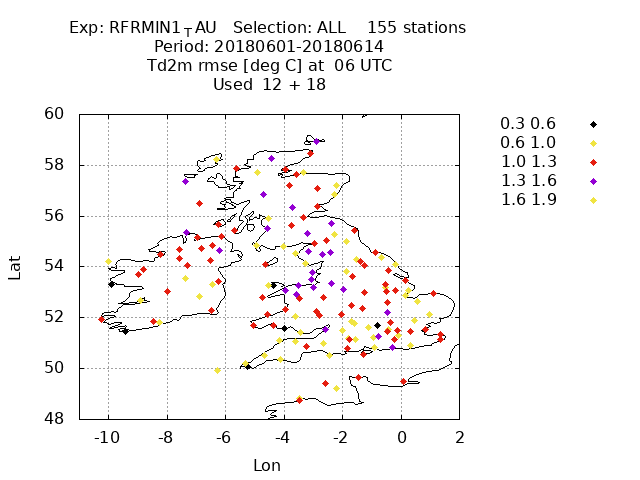 Exp: RFRMIN1_TAU Selection: ALL 155 stations
Period: 20180601-20180614
Td2m rmse [deg C] at 06 UTC
Used 12 + 18
0.3 0.6
0.6 1.0
1.0 1.3
1.3 1.6
1.6 1.9
60
58
56
54
52
50
48
Lat
-10 -8 -6 -4 -2 0 2
Lon